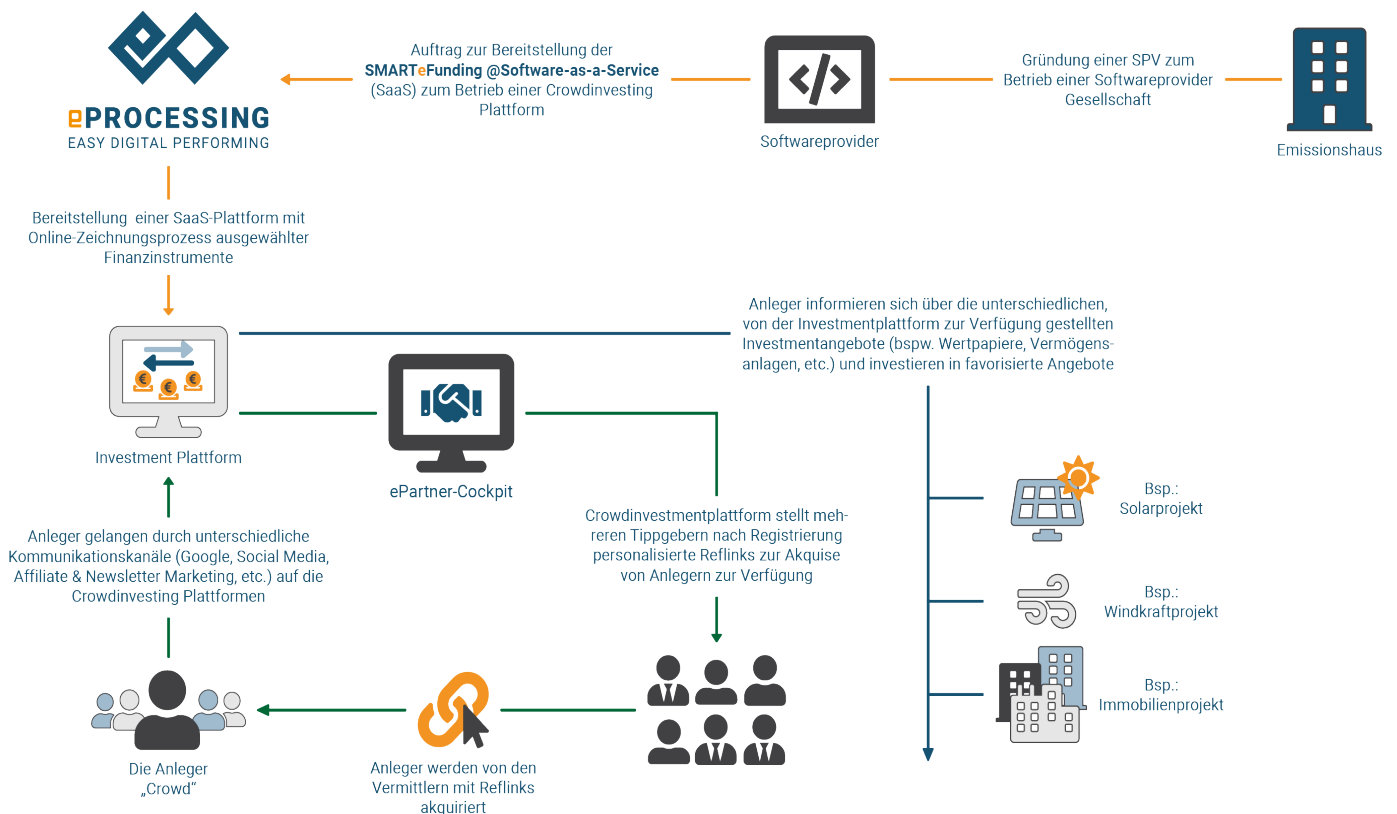 ePROCESSING
EASY DIGITAL PERFORMING
Auftrag zur Bereitstellung der
SMARTeFunding @Software-as-a-Service
(SaaS) zum Betrieb einer Crowdinvesting
Plattform
Softwareprovider
Gründung einer SPV zum
Betrieb einer Softwareprovider
Gesellschaft
Emissionshaus
Bereitstellung einer SaaS-Plattform mit
Online-Zeichnungsprozess ausgewählter
Finanzinstrumente
Anleger informieren sich über die unterschiedlichen,
von der Investmentplattform zur Verfügung gestellten
Investmentangebote (bspw. Wertpapiere, Vermögens-
anlagen, etc.) und investieren in favorisierte Angebote
€ € €
Investment Plattform
ePartner-Cockpit
Bsp.:
Solarprojekt
Crowdinvestmentplattform stellt meh-
reren Tippgebern nach Registrierung
personalisierte Reflinks zur Akquise
von Anlegern zur Verfügung
Anleger gelangen durch unterschiedliche
Kommunikationskanäle (Google, Social Media,
Affiliate & Newsletter Marketing, etc.) auf die
Crowdinvesting Plattformen
Bsp.:
Windkraftprojekt
Bsp.:
Immobilienprojekt
Die Anleger
„Crowd“
Anleger werden von den
Vermittlern mit Reflinks
akquiriert